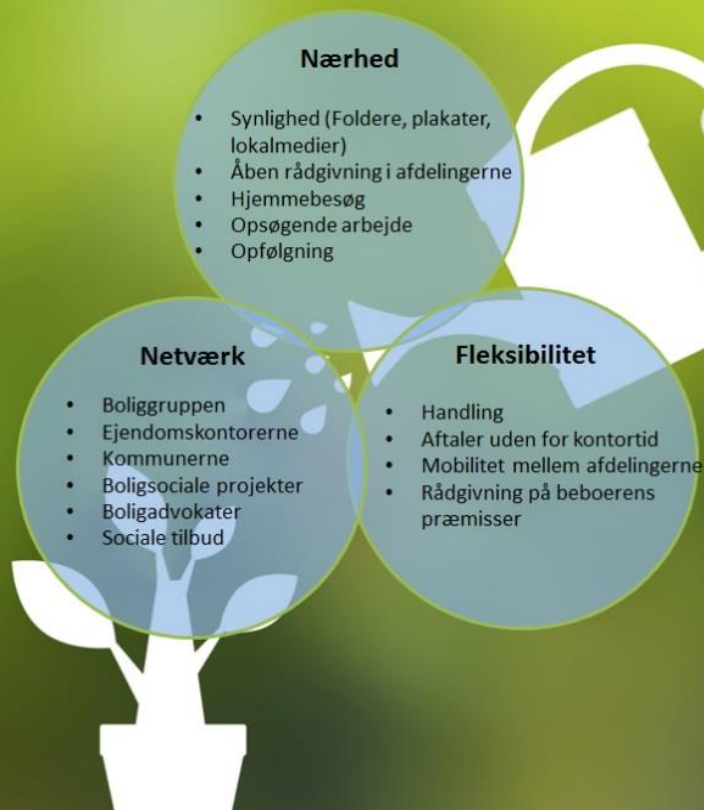 Nærhed
• Synlighed (Foldere, plakater,
lokalmedier)
• Åben rådgivning i afdelingerne
• Hjemmebesøg
• Opsøgende arbejde
• Opfølgning
Netværk
• Boliggruppen
• Ejendomskontorerne
• Kommunerne
• Boligsociale projekter
• Boligadvokater
• Sociale tilbud
Fleksibilitet
• Handling
• Aftaler uden for kontortid
• Mobilitet mellem afdelingerne
• Rådgivning på beboerens
præmisser